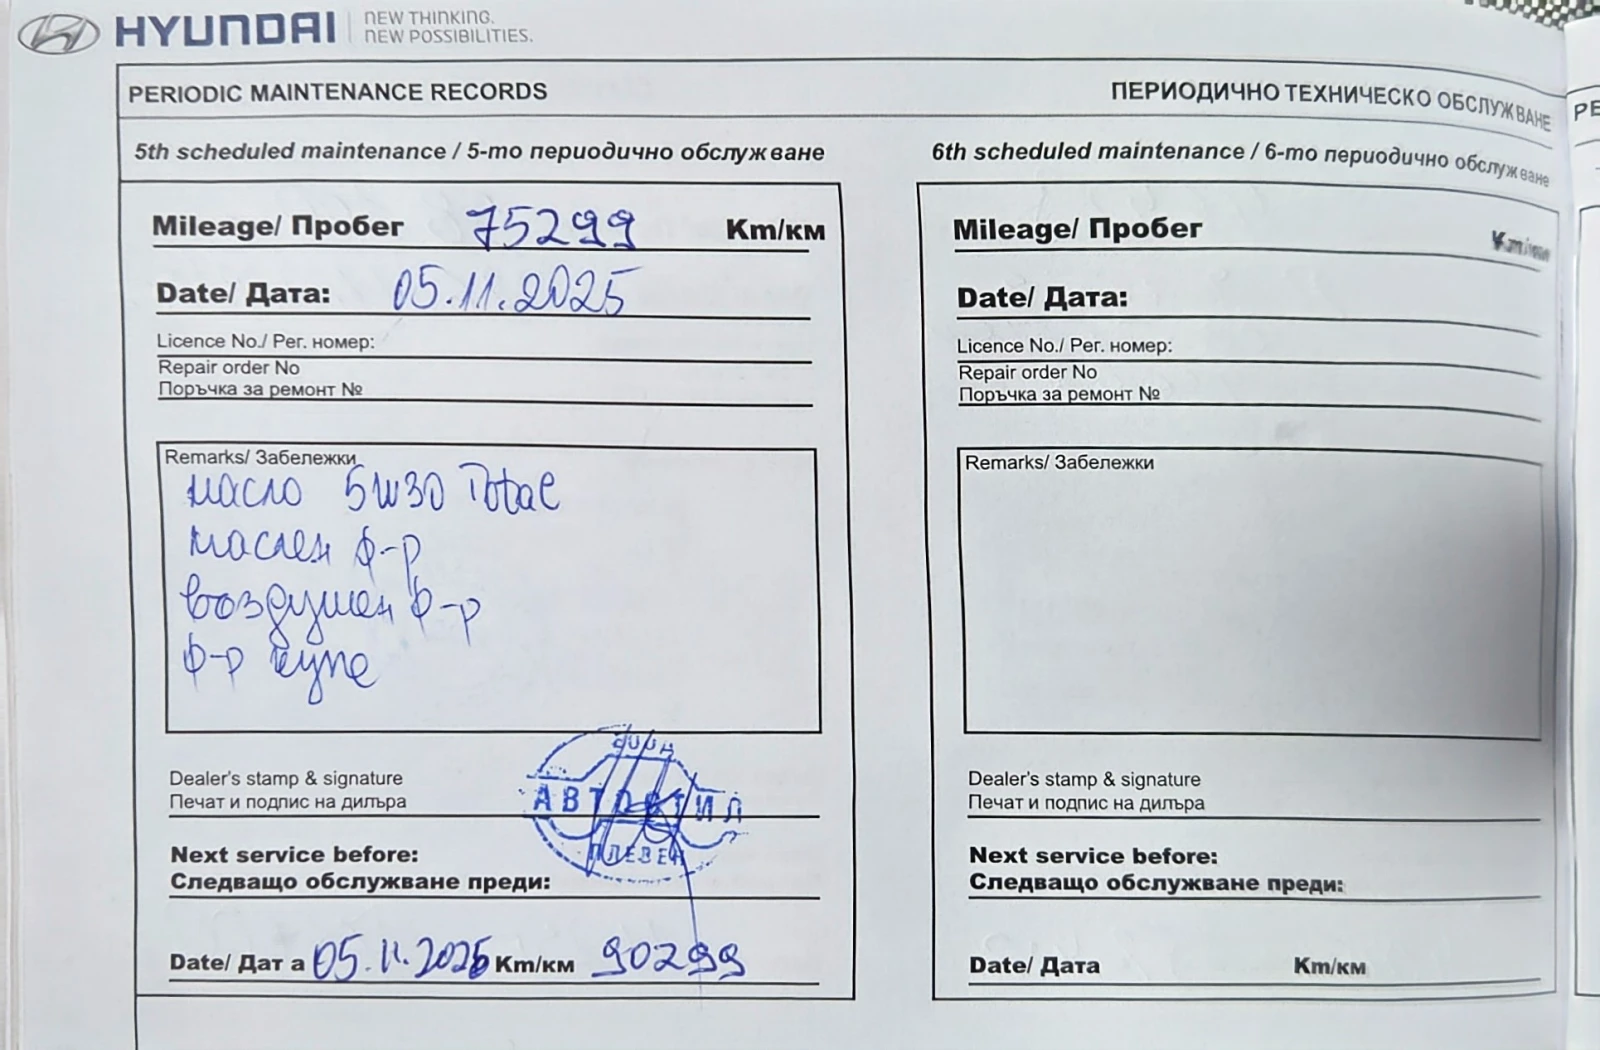 HYUNDAI
NEW THINKING.
NEW POSSIBILITIES.
PERIODIC MAINTENANCE RECORDS
ПЕРИОДИЧНО ТЕХНИЧЕСКО ОБСЛУЖВАНЕ
5th scheduled maintenance / 5-то периодично обслужване
Mileage/ Пробег 75299 Km/км
Date/ Дата: 05.11.2025
Licence No./ Рег. номер:
Repair order No
Поръчка за ремонт №
Remarks/ Забележки
масло 5W30 Total
маслен ф-р
въздушен ф-р
ф-р купе
Dealer's stamp & signature
Печат и подпис на дилъра
АВТОСТИЛ
ПЛЕВЕН
Next service before:
Следващо обслужване преди:
Date/ Дат а 05.11.2026 Km/км 90299
6th scheduled maintenance / 6-то периодично обслужване
Mileage/ Пробег Km/км
Date/ Дата:
Licence No./ Рег. номер:
Repair order No
Поръчка за ремонт №
Remarks/ Забележки
Dealer's stamp & signature
Печат и подпис на дилъра
Next service before:
Следващо обслужване преди:
Date/ Дата Km/км
PE